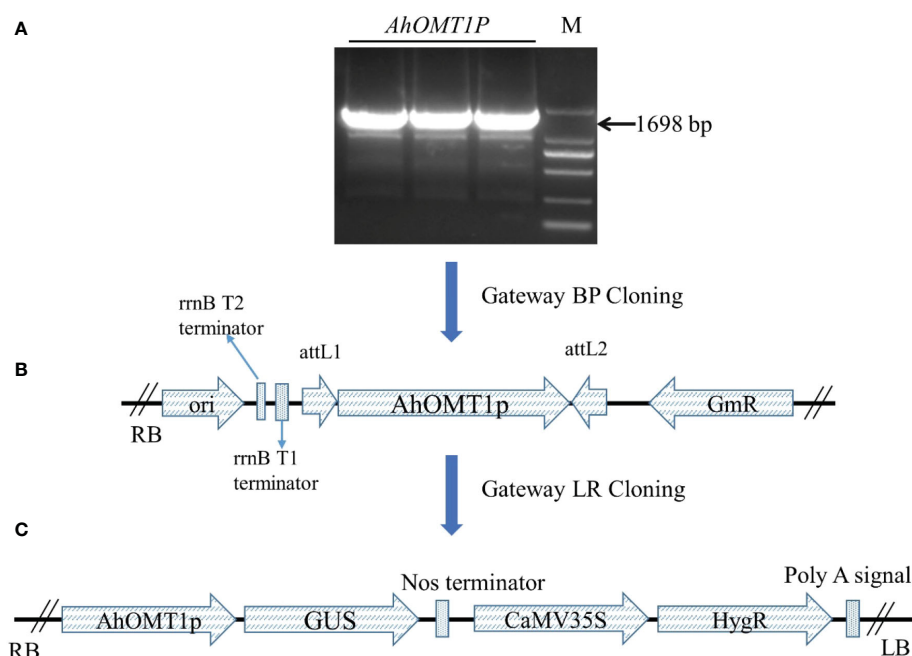 A
AhOMT1P
M
1698 bp
Gateway BP Cloning
rrnB T2
terminator
attL1
attL2
B
ori
AhOMT1p
GmR
RB
rrnB T1
terminator
Gateway LR Cloning
C
Nos terminator
Poly A signal
AhOMT1p
GUS
CaMV35S
HygR
RB
LB